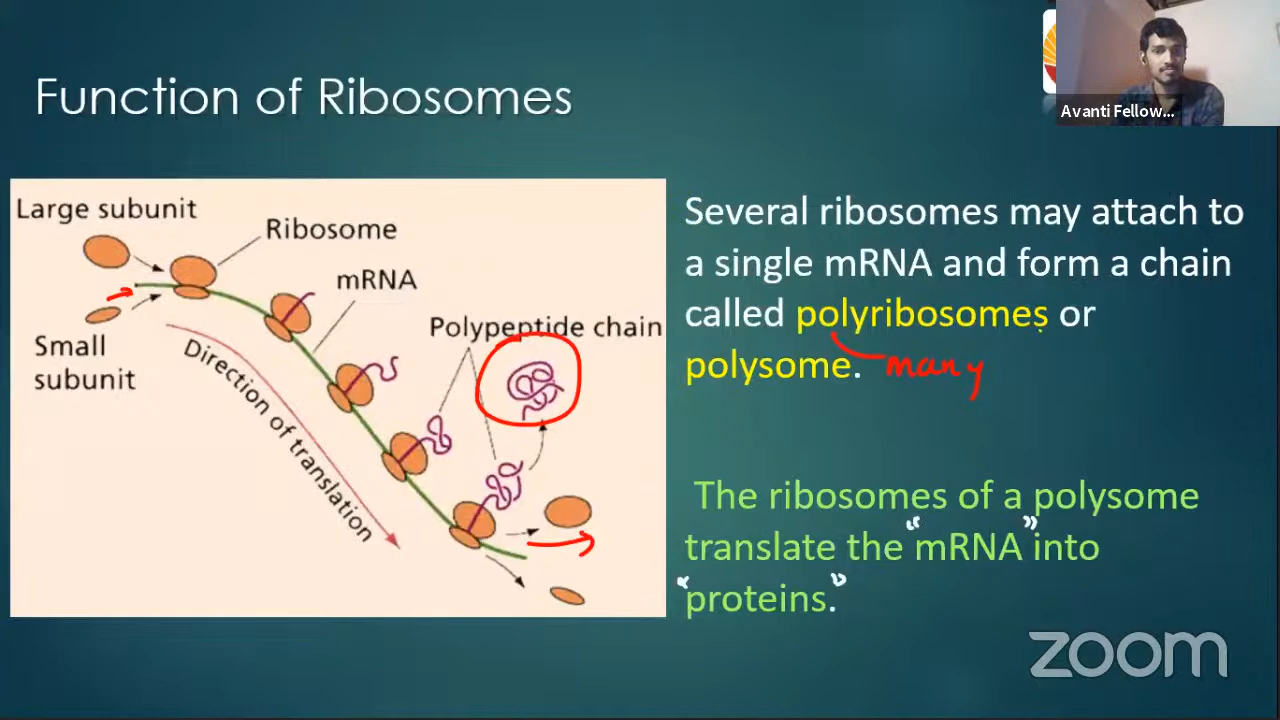 Function of Ribosomes
Avanti Fellow...
Large subunit
Ribosome
mRNA
Polypeptide chain
Small
subunit
Direction of translation
Several ribosomes may attach to
a single mRNA and form a chain
called polyribosomes or
polysome. many
The ribosomes of a polysome
translate the "mRNA" into
"proteins."
zoom